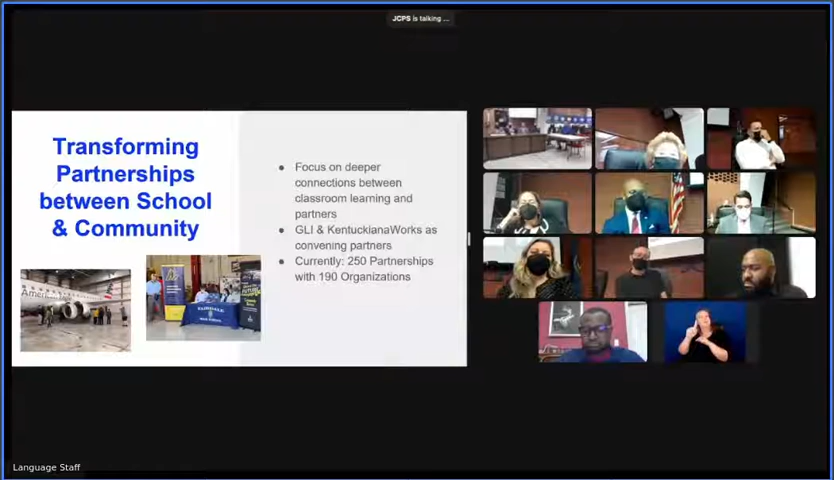 JCPS is talking ...
Transforming
Partnerships
between School
& Community
● Focus on deeper
connections between
classroom learning and
partners
● GLI & KentuckianaWorks as
convening partners
● Currently: 250 Partnerships
with 190 Organizations
Americ
Language Staff